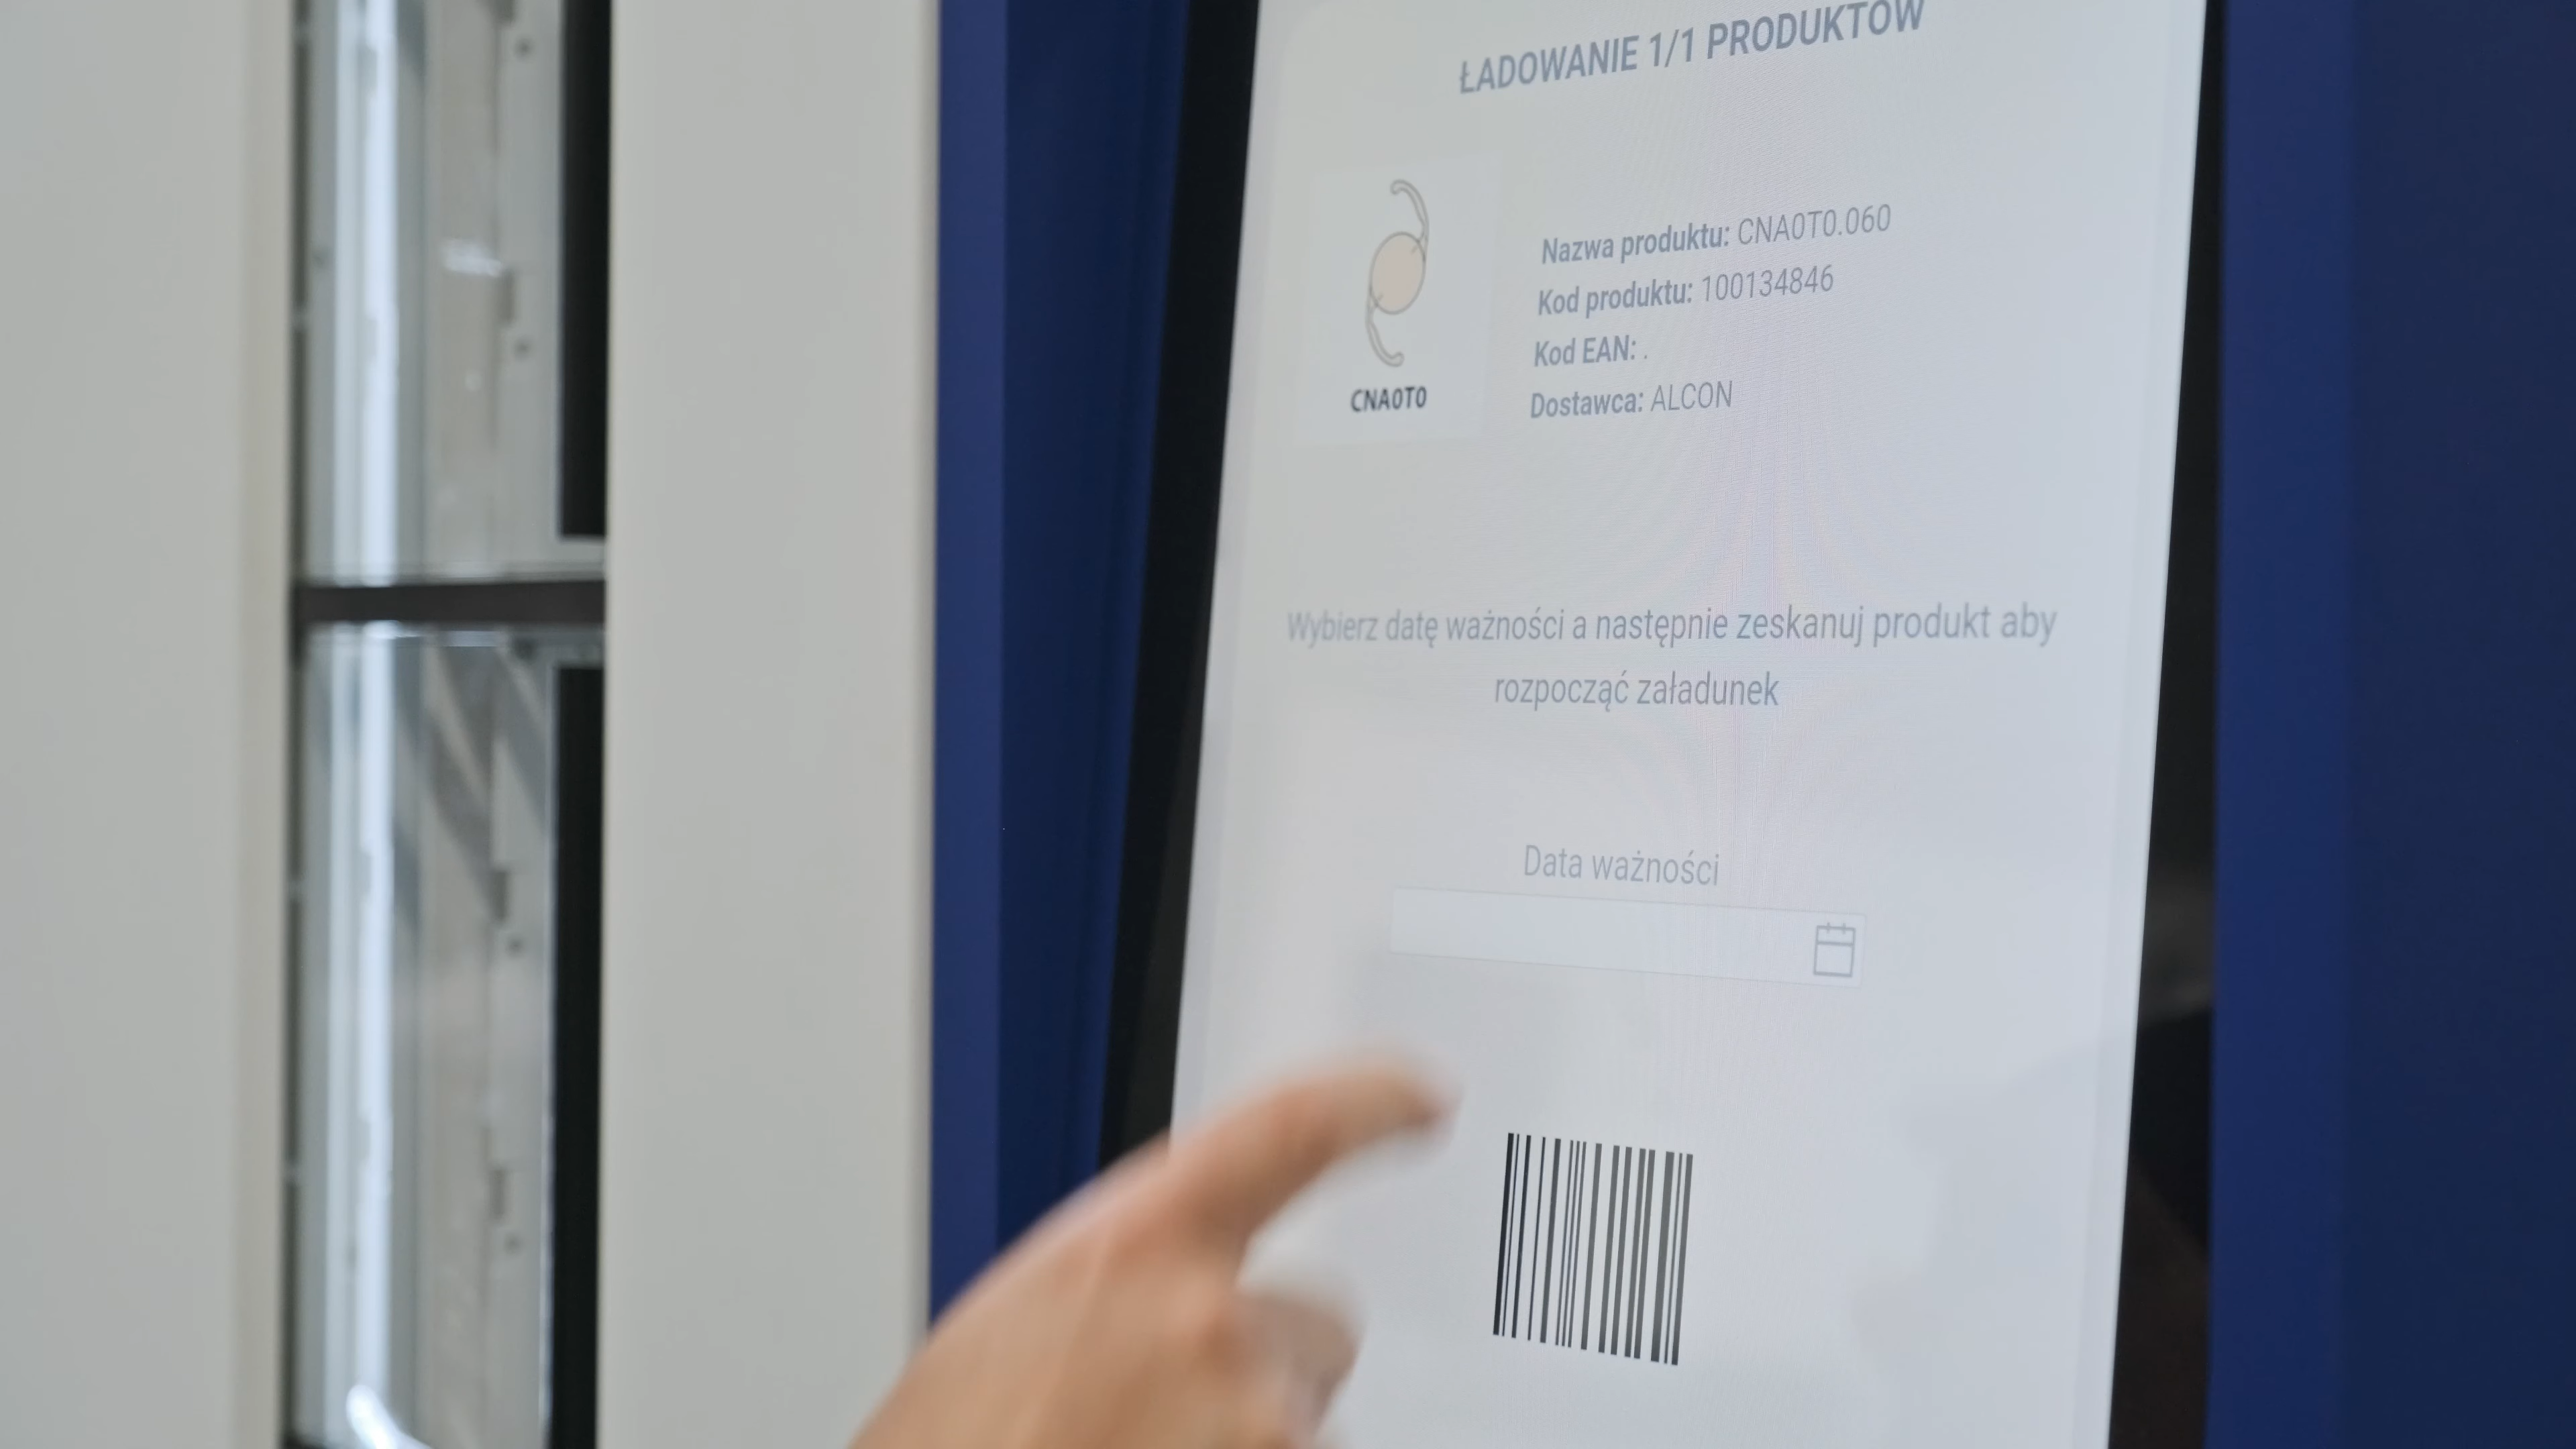 ŁADOWANIE 1/1 PRODUKTÓW
CNA0T0
Nazwa produktu: CNA0T0.060
Kod produktu: 100134846
Kod EAN: .
Dostawca: ALCON
Wybierz datę ważności a następnie zeskanuj produkt aby
rozpocząć załadunek
Data ważności